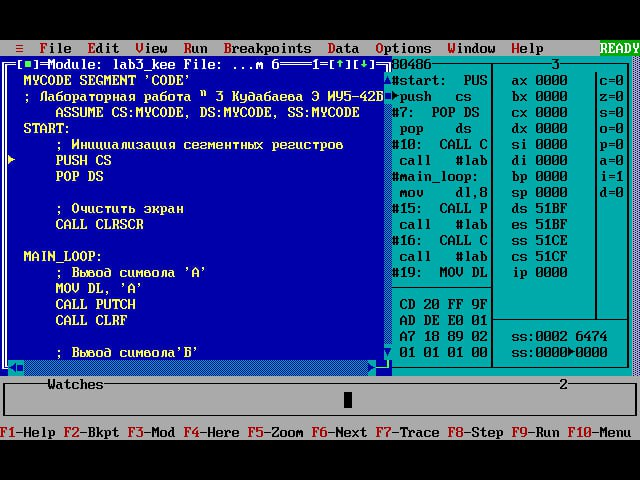 ≡ File Edit View Run Breakpoints Data Options Window Help READY
[■]=Module: lab3_kee File: ...m 6====1=[↑][↓]
MYCODE SEGMENT 'CODE'
; Лабораторная работа ⁿ 3 Кудабаева Э ИУ5-42Б
ASSUME CS:MYCODE, DS:MYCODE, SS:MYCODE
START:
; Инициализация сегментных регистров
PUSH CS
POP DS
; Очистить экран
CALL CLRSCR
MAIN_LOOP:
; Вывод символа 'А'
MOV DL, 'А'
CALL PUTCH
CALL CLRF
; Вывод символа'Б'
80486
#start: PUS
push cs
#7: POP DS
pop ds
#10: CALL C
call #lab
#main_loop:
mov dl,8
#15: CALL P
call #lab
#16: CALL C
call #lab
#19: MOV DL
3
ax 0000
bx 0000
cx 0000
dx 0000
si 0000
di 0000
bp 0000
sp 0000
ds 51BF
es 51BF
ss 51CE
cs 51CF
ip 0000
c=0
z=0
s=0
o=0
p=0
a=0
i=1
d=0
CD 20 FF 9F
AD DE E0 01
A7 18 89 02
01 01 01 00
ss:0002 6474
ss:0000▶0000
Watches 2
F1-Help F2-Bkpt F3-Mod F4-Here F5-Zoom F6-Next F7-Trace F8-Step F9-Run F10-Menu